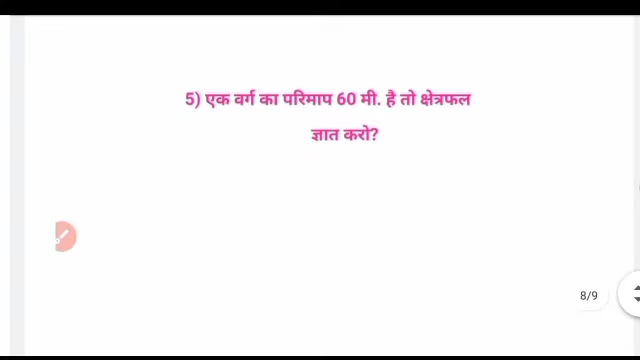 5) एक वर्ग का परिमाप 60 मी. है तो क्षेत्रफल
ज्ञात करो?
8/9